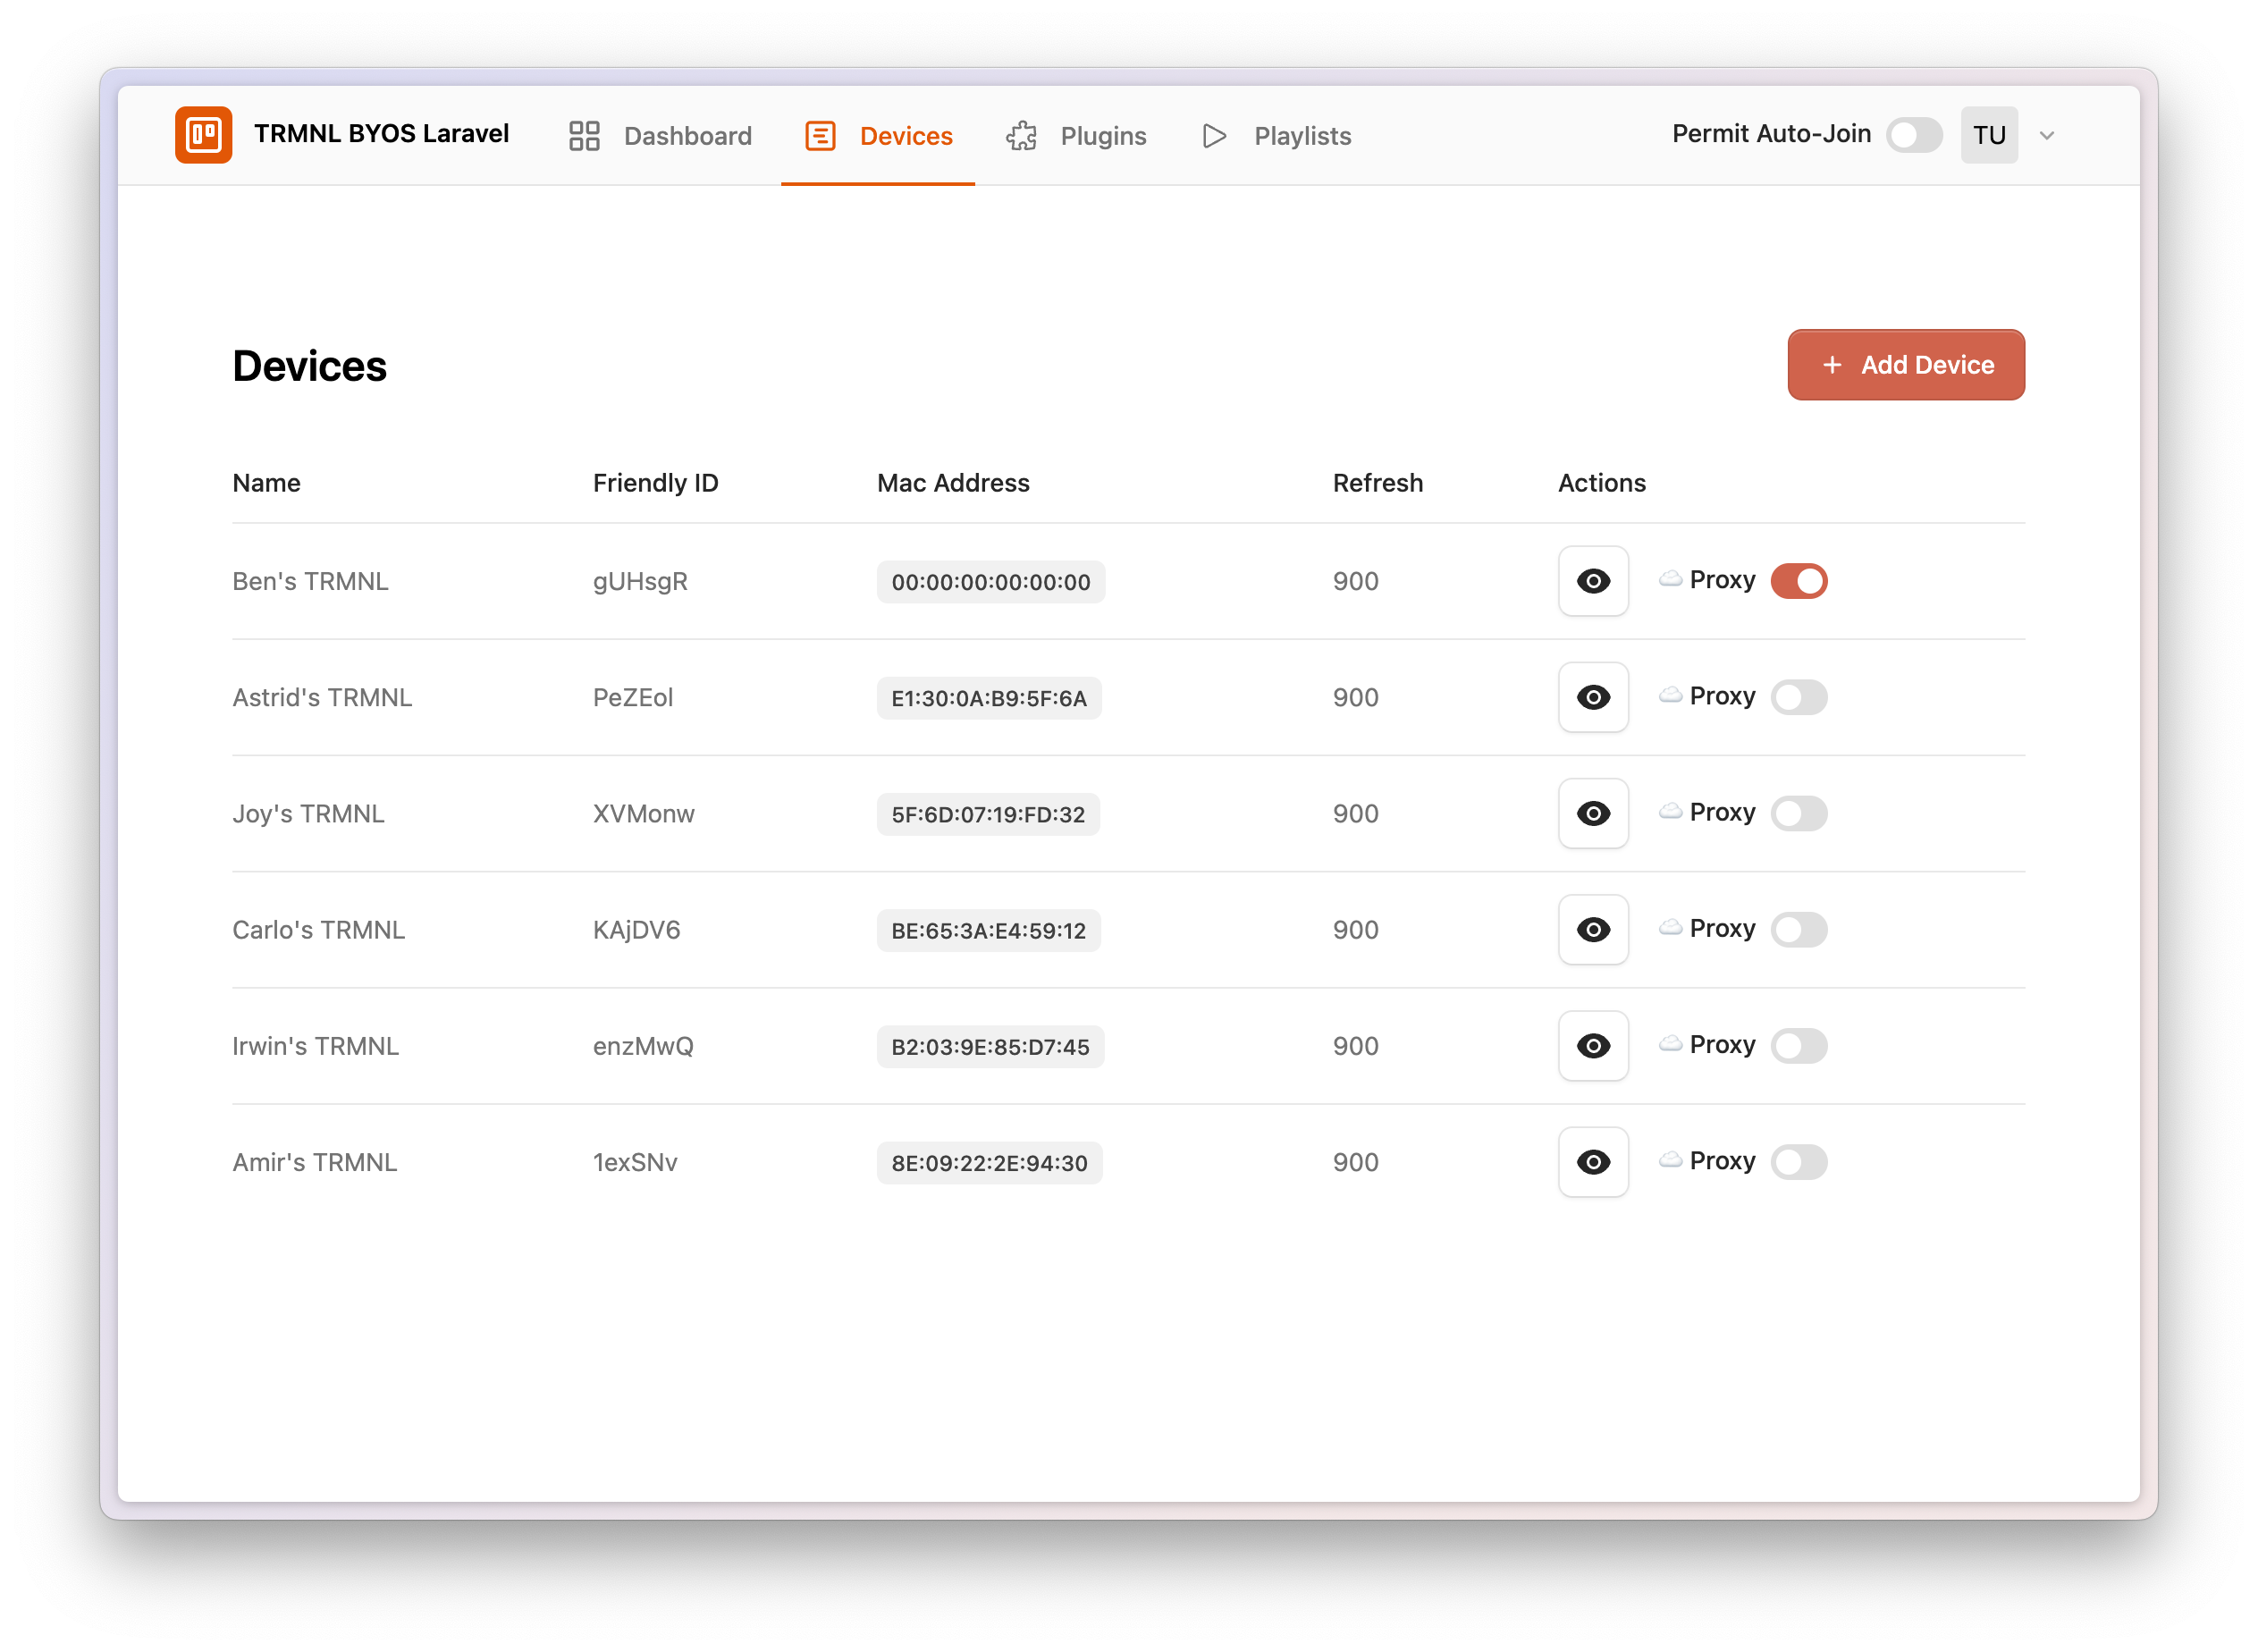 TRMNL BYOS Laravel Dashboard Devices Plugins Playlists Permit Auto-Join TU
Devices + Add Device
Name Friendly ID Mac Address Refresh Actions
Ben's TRMNL gUHsgR 00:00:00:00:00:00 900 Proxy
Astrid's TRMNL PeZEol E1:30:0A:B9:5F:6A 900 Proxy
Joy's TRMNL XVMonw 5F:6D:07:19:FD:32 900 Proxy
Carlo's TRMNL KAjDV6 BE:65:3A:E4:59:12 900 Proxy
Irwin's TRMNL enzMwQ B2:03:9E:85:D7:45 900 Proxy
Amir's TRMNL 1exSNv 8E:09:22:2E:94:30 900 Proxy